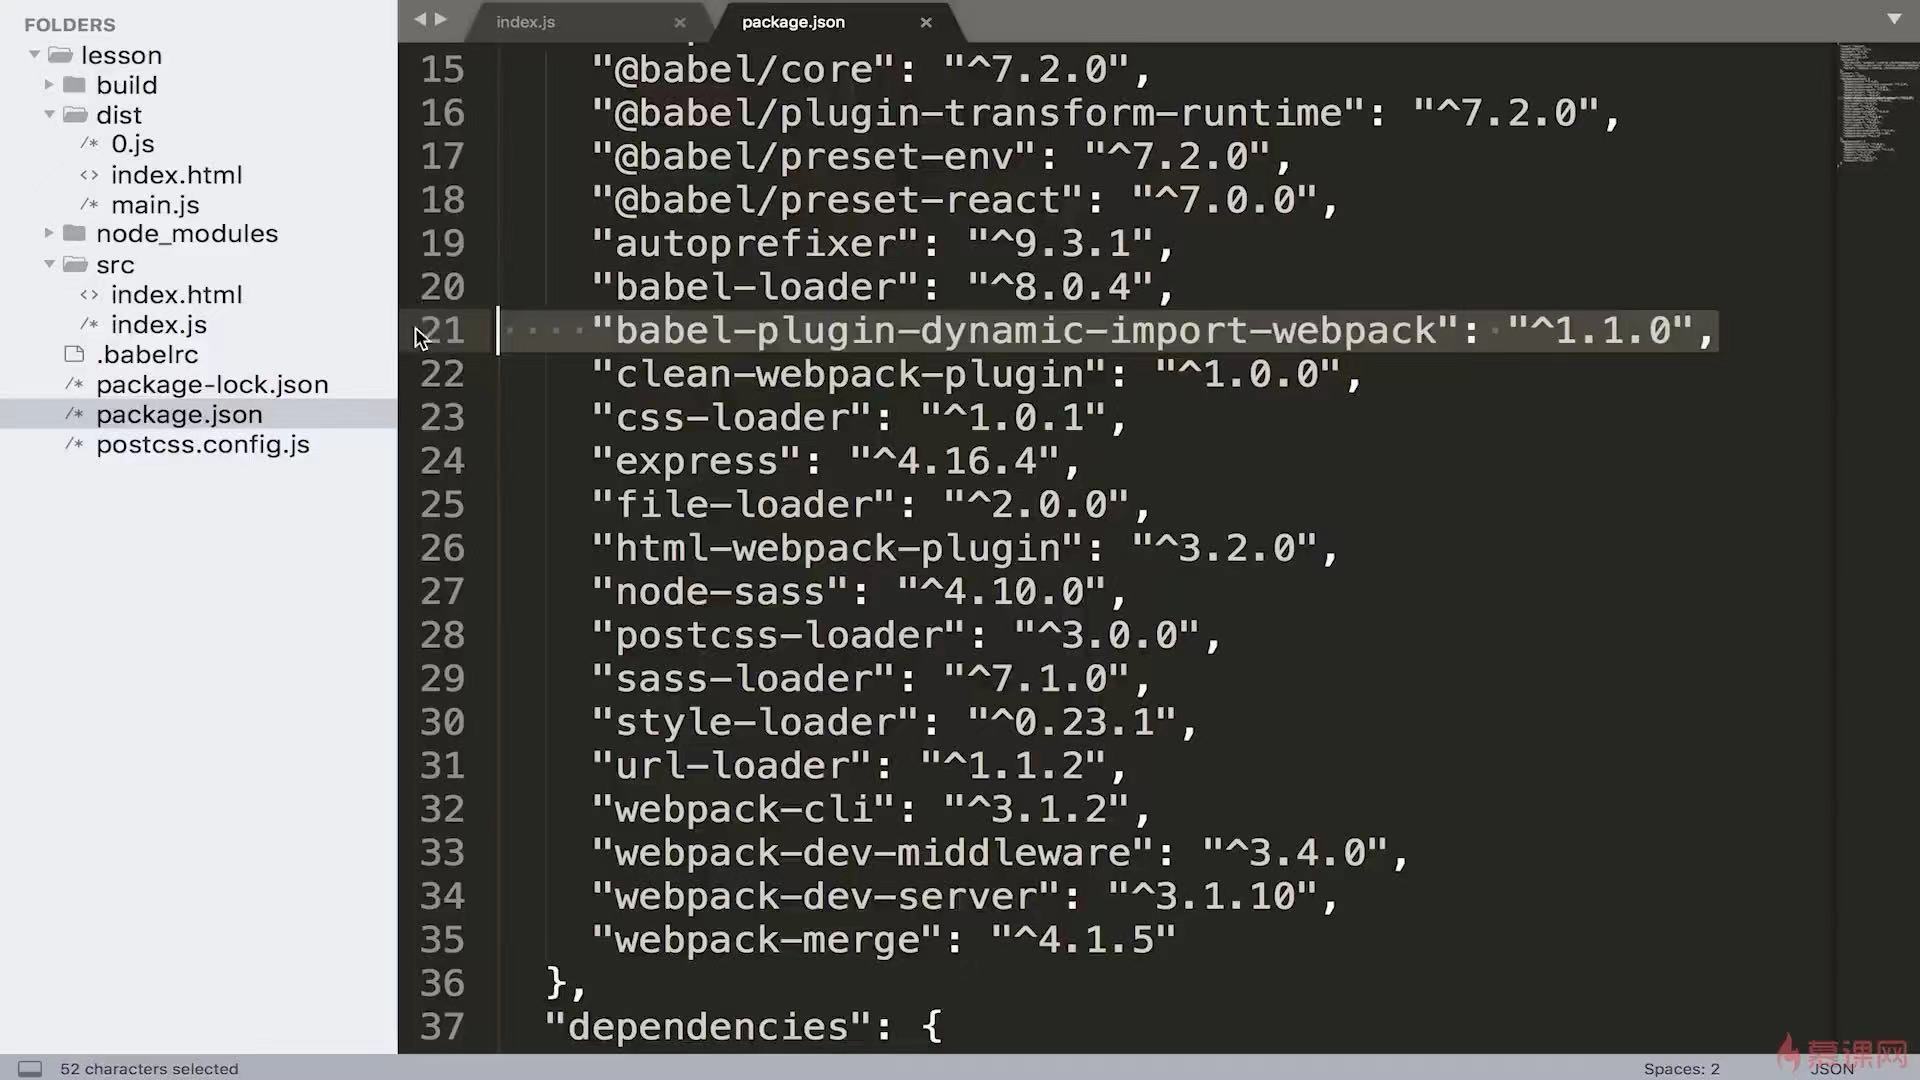 FOLDERS
lesson
build
dist
/* 0.js
<> index.html
/* main.js
node_modules
src
<> index.html
/* index.js
.babelrc
/* package-lock.json
/* package.json
/* postcss.config.js
index.js ×
package.json ×
15 "@babel/core": "^7.2.0",
16 "@babel/plugin-transform-runtime": "^7.2.0",
17 "@babel/preset-env": "^7.2.0",
18 "@babel/preset-react": "^7.0.0",
19 "autoprefixer": "^9.3.1",
20 "babel-loader": "^8.0.4",
21 "babel-plugin-dynamic-import-webpack": "^1.1.0",
22 "clean-webpack-plugin": "^1.0.0",
23 "css-loader": "^1.0.1",
24 "express": "^4.16.4",
25 "file-loader": "^2.0.0",
26 "html-webpack-plugin": "^3.2.0",
27 "node-sass": "^4.10.0",
28 "postcss-loader": "^3.0.0",
29 "sass-loader": "^7.1.0",
30 "style-loader": "^0.23.1",
31 "url-loader": "^1.1.2",
32 "webpack-cli": "^3.1.2",
33 "webpack-dev-middleware": "^3.4.0",
34 "webpack-dev-server": "^3.1.10",
35 "webpack-merge": "^4.1.5"
36 },
37 "dependencies": {
52 characters selected
Spaces: 2
JSON
慕课网